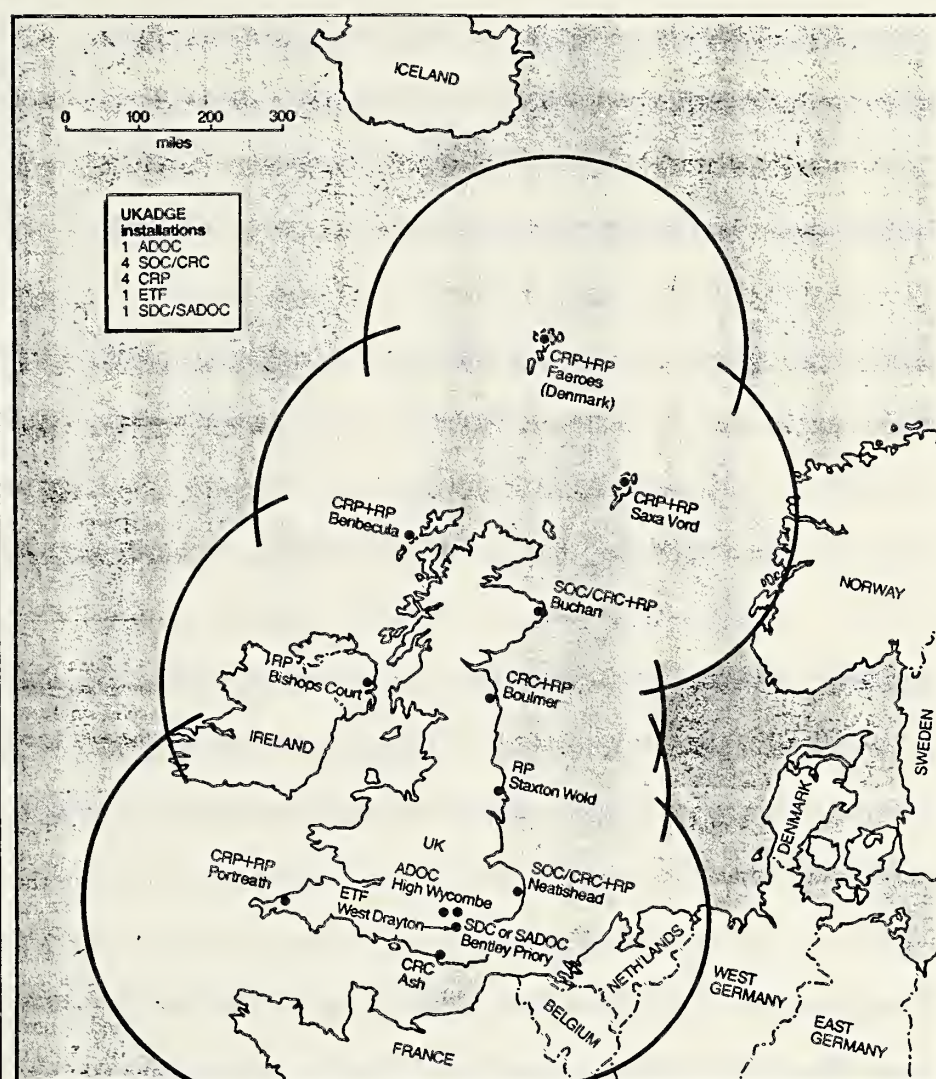 ICELAND
0 100 200 300
miles
UKADGE
installations
1 ADOC
4 SOC/CRC
4 CRP
1 ETF
1 SDC/SADOC
CRP+RP
Faeroes
(Denmark)
CRP+RP
Saxa Vord
CRP+RP
Benbecula
SOC/CRC+RP
Buchan
NORWAY
RP
Bishops Court
CRC+RP
Boulmer
IRELAND
SWEDEN
RP
Staxton Wold
DENMARK
UK
CRP+RP
Portreath
ADOC
High Wycombe
SOC/CRC+RP
Neatishead
ETF
West Drayton
SDC or SADOC
Bentley Priory
CRC
Ash
NETH'LANDS
BELGIUM
WEST
GERMANY
EAST
GERMANY
FRANCE